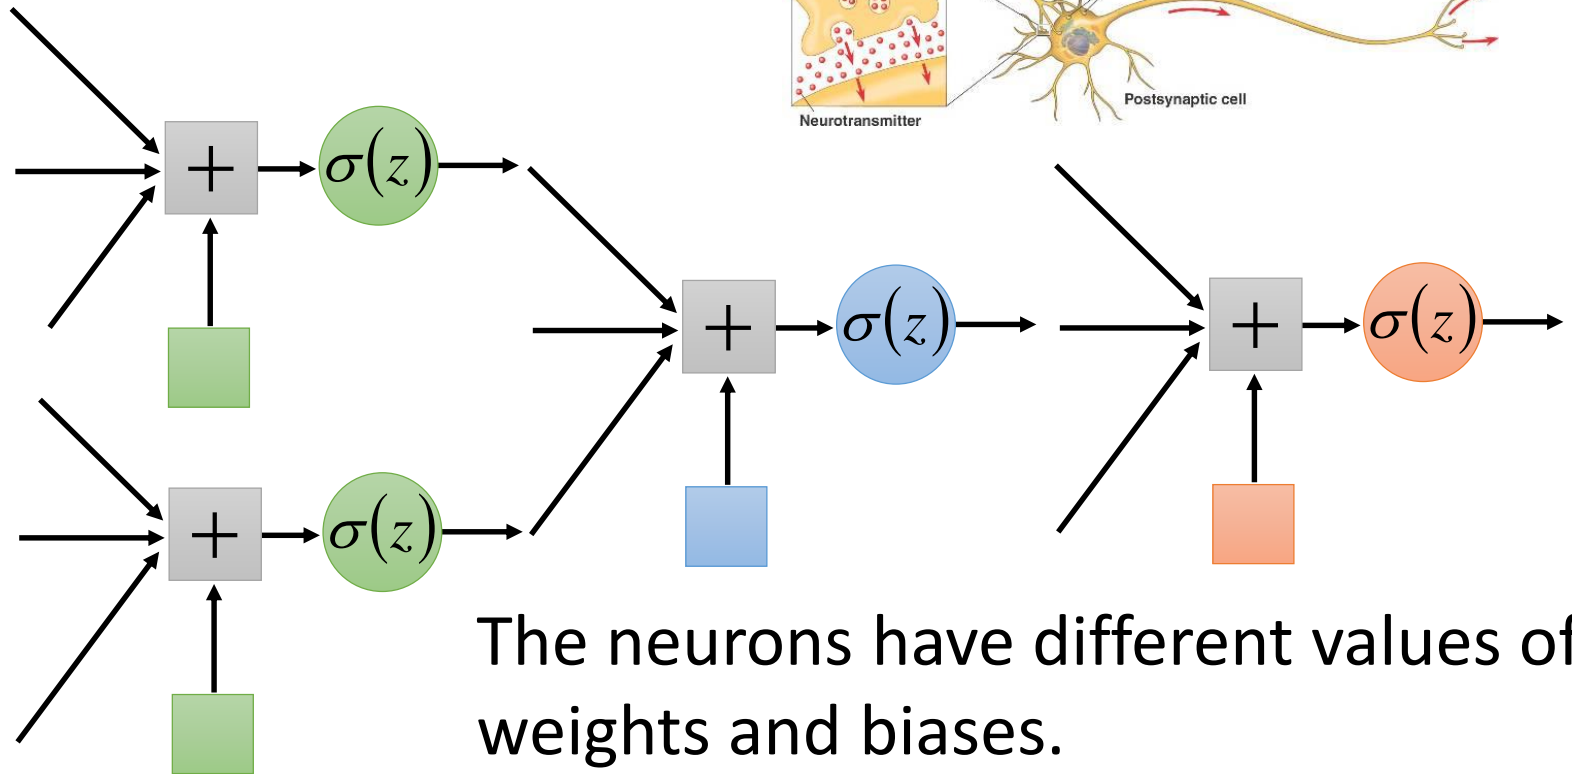 Neurotransmitter
Postsynaptic cell
+
σ(z)
+
σ(z)
+
σ(z)
+
σ(z)
The neurons have different values of
weights and biases.